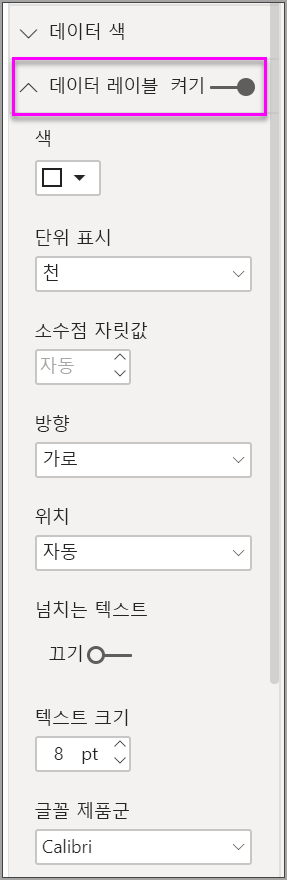 데이터 색
데이터 레이블 켜기
색
단위 표시
천
소수점 자릿값
자동
방향
가로
위치
자동
넘치는 텍스트
끄기
텍스트 크기
8 pt
글꼴 제품군
Calibri